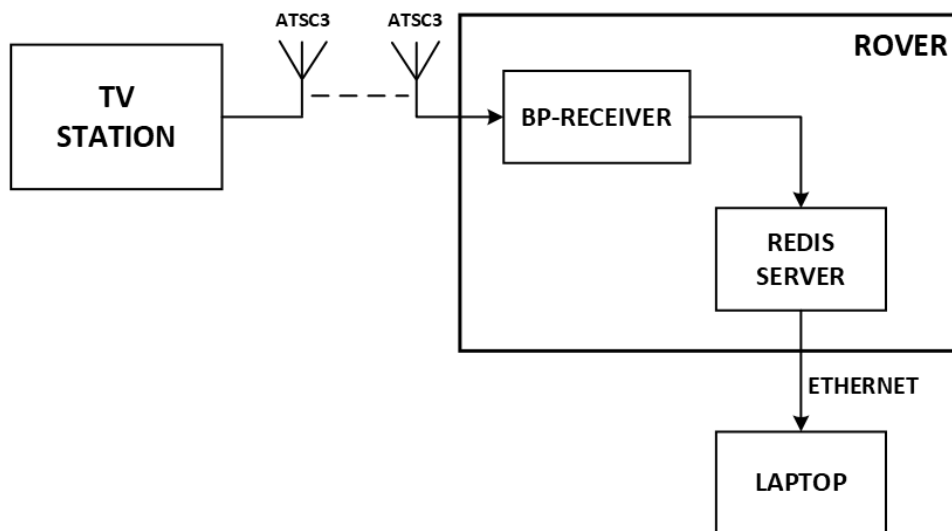 ATSC3
ATSC3
ROVER
TV
STATION
BP-RECEIVER
REDIS
SERVER
ETHERNET
LAPTOP